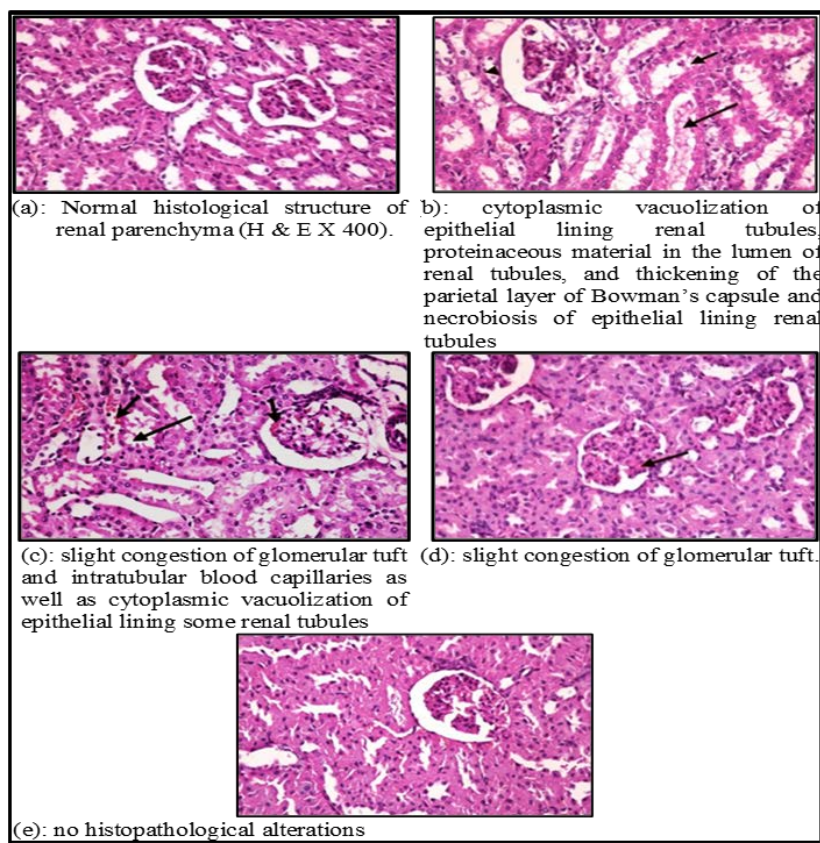 (a): Normal histological structure of
renal parenchyma (H & E X 400).
b): cytoplasmic vacuolization of
epithelial lining renal tubules,
proteinaceous material in the lumen of
renal tubules, and thickening of the
parietal layer of Bowman’s capsule and
necrobiosis of epithelial lining renal
tubules
(c): slight congestion of glomerular tuft
and intratubular blood capillaries as
well as cytoplasmic vacuolization of
epithelial lining some renal tubules
(d): slight congestion of glomerular tuft.
(e): no histopathological alterations